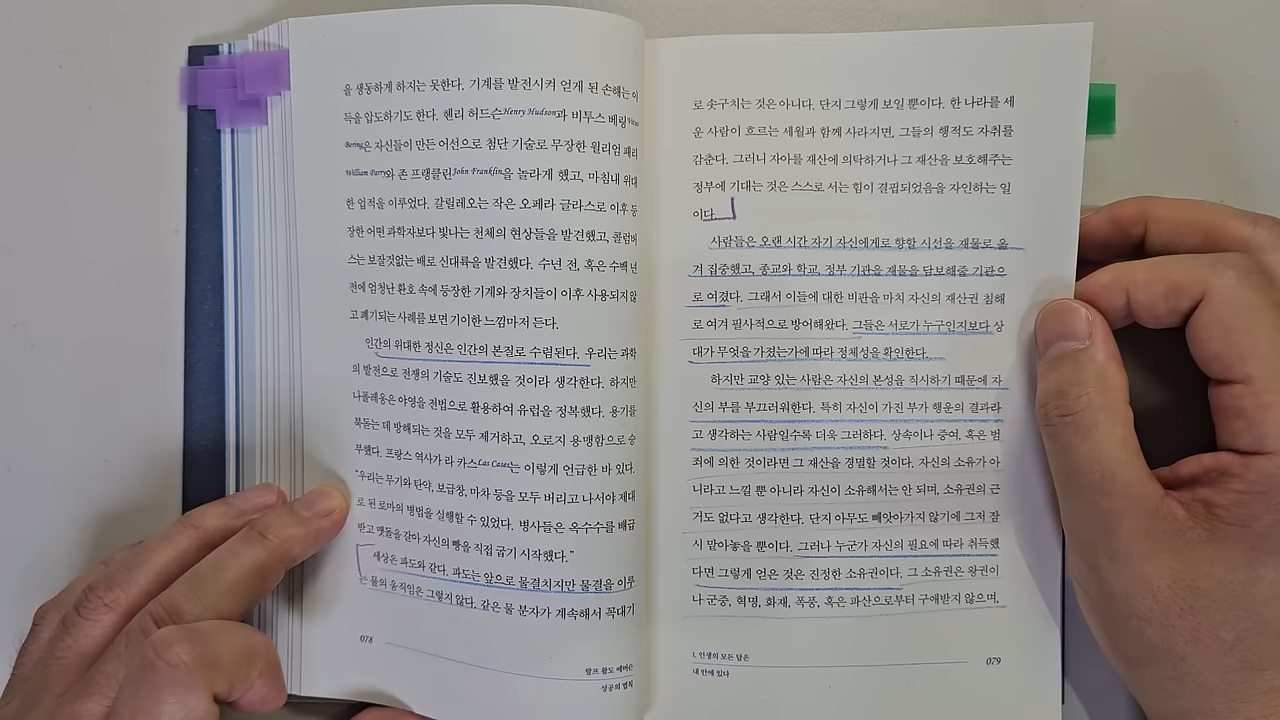 을 생동하게 하지는 못한다. 기계를 발전시켜 얻게 된 손해는 이
득을 압도하기도 한다. 헨리 허드슨Henry Hudson과 비투스 베링Vitus
Bering은 자신들이 만든 어선으로 첨단 기술로 무장한 윌리엄 패리
William Parry와 존 프랭클린John Franklin을 놀라게 했고, 마침내 위대
한 업적을 이루었다. 갈릴레오는 작은 오페라 글라스로 이후 등
장한 어떤 과학자보다 빛나는 천체의 현상들을 발견했고, 콜럼버
스는 보잘것없는 배로 신대륙을 발견했다. 수년 전, 혹은 수백 년
전에 엄청난 환호 속에 등장한 기계와 장치들이 이후 사용되지 않
고 폐기되는 사례를 보면 기이한 느낌마저 든다.
인간의 위대한 정신은 인간의 본질로 수렴된다. 우리는 과학
의 발전으로 전쟁의 기술도 진보했을 것이라 생각한다. 하지만
나폴레옹은 야영을 전법으로 활용하여 유럽을 정복했다. 용기를
북돋는 데 방해되는 것을 모두 제거하고, 오로지 용맹함으로 승
부했다. 프랑스 역사가 라 카스Las Cases는 이렇게 언급한 바 있다.
“우리는 무기와 탄약, 보급창, 마차 등을 모두 버리고 나서야 제대
로 된 로마의 병법을 실행할 수 있었다. 병사들은 옥수수를 배급
받고 맷돌을 갈아 자신의 빵을 직접 굽기 시작했다.”
세상은 파도와 같다. 파도는 앞으로 물결치지만 물결을 이루
는 물의 움직임은 그렇지 않다. 같은 물 분자가 계속해서 꼭대기
078
랄프 왈도 에머슨
성공의 법칙
로 솟구치는 것은 아니다. 단지 그렇게 보일 뿐이다. 한 나라를 세
운 사람이 흐르는 세월과 함께 사라지면, 그들의 행적도 자취를
감춘다. 그러니 자아를 재산에 의탁하거나 그 재산을 보호해주는
정부에 기대는 것은 스스로 서는 힘이 결핍되었음을 자인하는 일
이다.
사람들은 오랜 시간 자기 자신에게로 향할 시선을 재물로 옮
겨 집중했고, 종교와 학교, 정부 기관을 재물을 담보해줄 기관으
로 여겼다. 그래서 이들에 대한 비판을 마치 자신의 재산권 침해
로 여겨 필사적으로 방어해왔다. 그들은 서로가 누구인지보다 상
대가 무엇을 가졌는가에 따라 정체성을 확인한다.
하지만 교양 있는 사람은 자신의 본성을 직시하기 때문에 자
신의 부를 부끄러워한다. 특히 자신이 가진 부가 행운의 결과라
고 생각하는 사람일수록 더욱 그러하다. 상속이나 증여, 혹은 범
죄에 의한 것이라면 그 재산을 경멸할 것이다. 자신의 소유가 아
니라고 느낄 뿐 아니라 자신이 소유해서는 안 되며, 소유권의 근
거도 없다고 생각한다. 단지 아무도 빼앗아가지 않기에 그저 잠
시 맡아놓을 뿐이다. 그러나 누군가 자신의 필요에 따라 취득했
다면 그렇게 얻은 것은 진정한 소유권이다. 그 소유권은 왕권이
나 군중, 혁명, 화재, 폭풍, 혹은 파산으로부터 구애받지 않으며,
1. 인생의 모든 답은
내 안에 있다
079